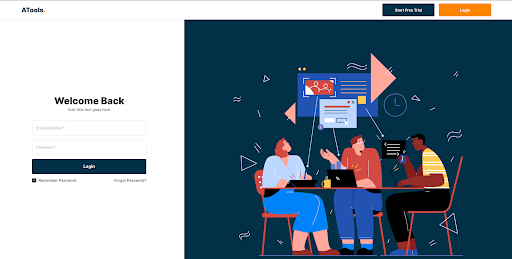 ATools.
Start Free Trial
Login
Welcome Back
Sub-title text goes here
Email Address *
Password *
Login
Remember Password
Forgot Password?